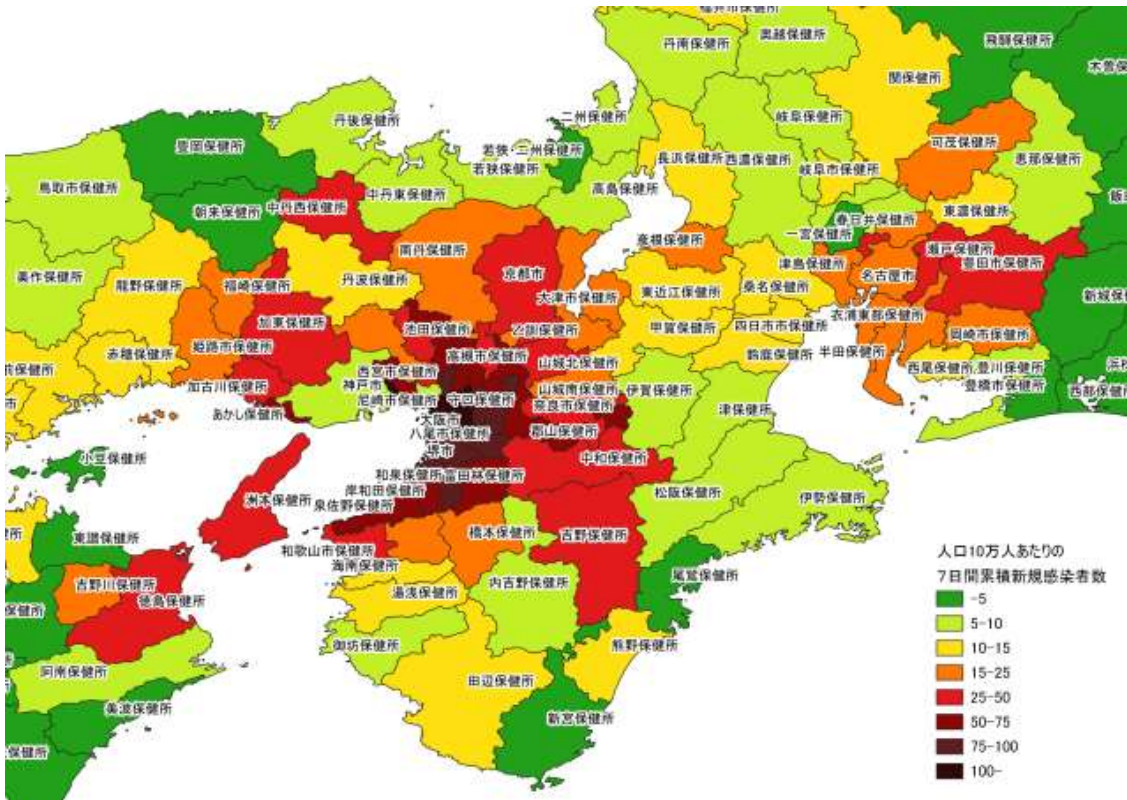 福井市保健所
丹南保健所
奥越保健所
飛騨保健所
木曽保
関保健所
丹後保健所
二州保健所
岐阜保健所
可茂保健所
豊岡保健所
若狭・二州保健所
若狭保健所
長浜保健所
西濃保健所
岐阜市保健所
恵那保健所
鳥取市保健所
中丹東保健所
高島保健所
飯田
中丹西保健所
朝来保健所
春日井保健所
東濃保健所
一宮保健所
南丹保健所
彦根保健所
瀬戸保健所
津島保健所
豊田市保健所
美作保健所
龍野保健所
福崎保健所
丹波保健所
京都市
名古屋市
大津市保健所
東近江保健所
桑名保健所
新城保健
加東保健所
池田保健所
乙訓保健所
甲賀保健所
四日市市保健所
衣浦東部保健所
岡崎市保健所
赤穂保健所
姫路市保健所
高槻市保健所
山城北保健所
鈴鹿保健所
半田保健所
前保健所
西宮市保健所
西尾保健所
豊川保健所
浜松
市
加古川保健所
神戸市
尼崎市保健所
守口保健所
山城南保健所
伊賀保健所
豊橋市保健所
西部保健所
あかし保健所
奈良市保健所
津保健所
大阪市
八尾市保健所
郡山保健所
小豆保健所
堺市
中和保健所
和泉保健所
富田林保健所
洲本保健所
岸和田保健所
松阪保健所
伊勢保健所
泉佐野保健所
健所
東讃保健所
橋本保健所
吉野保健所
和歌山市保健所
海南保健所
尾鷲保健所
吉野川保健所
内吉野保健所
湯浅保健所
徳島保健所
保健所
御坊保健所
熊野保健所
阿南保健所
田辺保健所
美波保健所
新宮保健所
保健所
人口10万人あたりの
7日間累積新規感染者数
-5
5-10
10-15
15-25
25-50
50-75
75-100
100-